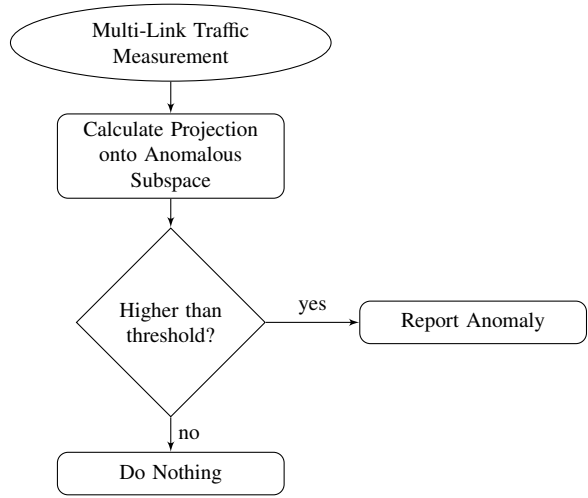 Multi-Link Traffic
Measurement
Calculate Projection
onto Anomalous
Subspace
Higher than
threshold?
yes
Report Anomaly
no
Do Nothing